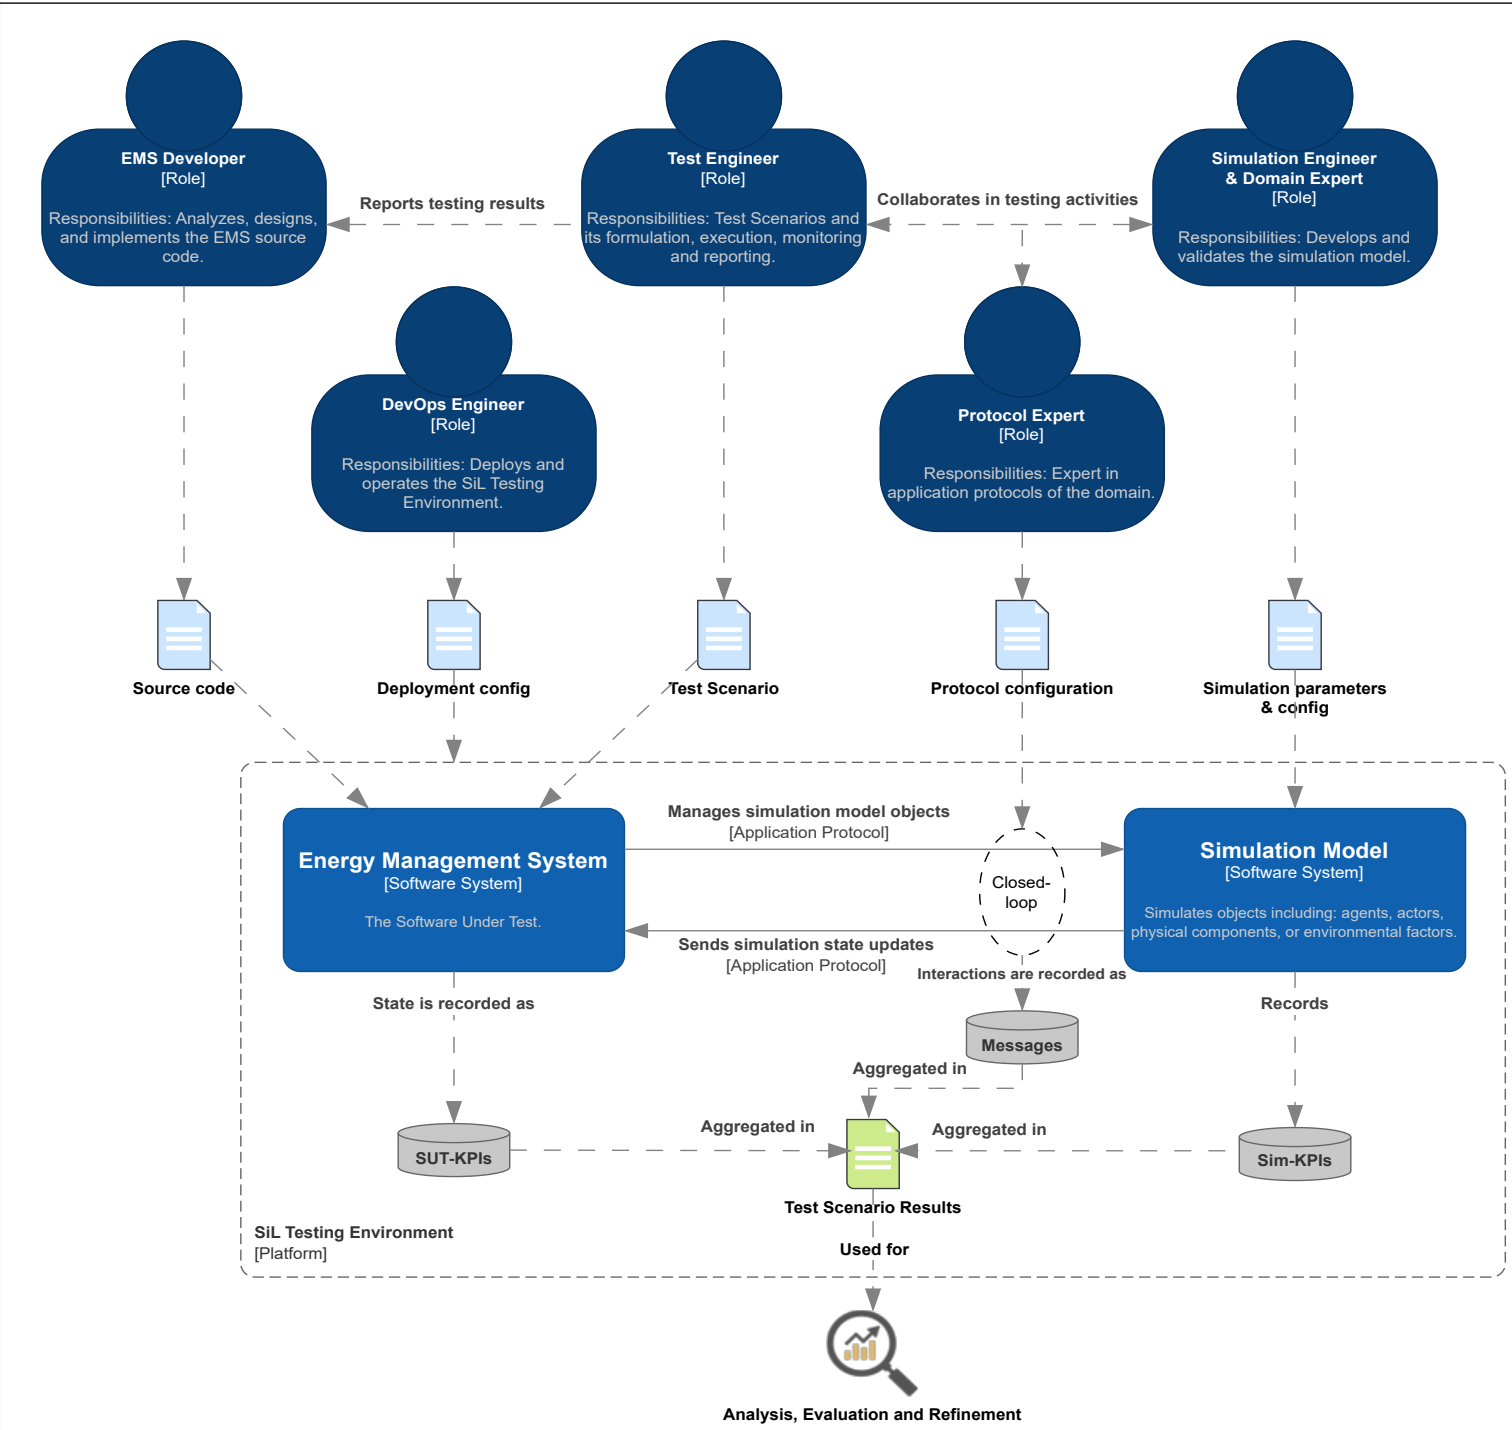 EMS Developer
[Role]
Responsibilities: Analyzes, designs,
and implements the EMS source
code.
Reports testing results
Test Engineer
[Role]
Responsibilities: Test Scenarios and
its formulation, execution, monitoring
and reporting.
Collaborates in testing activities
Simulation Engineer
& Domain Expert
[Role]
Responsibilities: Develops and
validates the simulation model.
DevOps Engineer
[Role]
Responsibilities: Deploys and
operates the SiL Testing
Environment.
Protocol Expert
[Role]
Responsibilities: Expert in
application protocols of the domain.
Source code
Deployment config
Test Scenario
Protocol configuration
Simulation parameters
& config
Energy Management System
[Software System]
The Software Under Test.
Manages simulation model objects
[Application Protocol]
Closed-
loop
Sends simulation state updates
[Application Protocol]
Simulation Model
[Software System]
Simulates objects including: agents, actors,
physical components, or environmental factors.
Interactions are recorded as
State is recorded as
Records
Messages
Aggregated in
Aggregated in
Aggregated in
SUT-KPIs
Sim-KPIs
Test Scenario Results
SiL Testing Environment
[Platform]
Used for
Analysis, Evaluation and Refinement